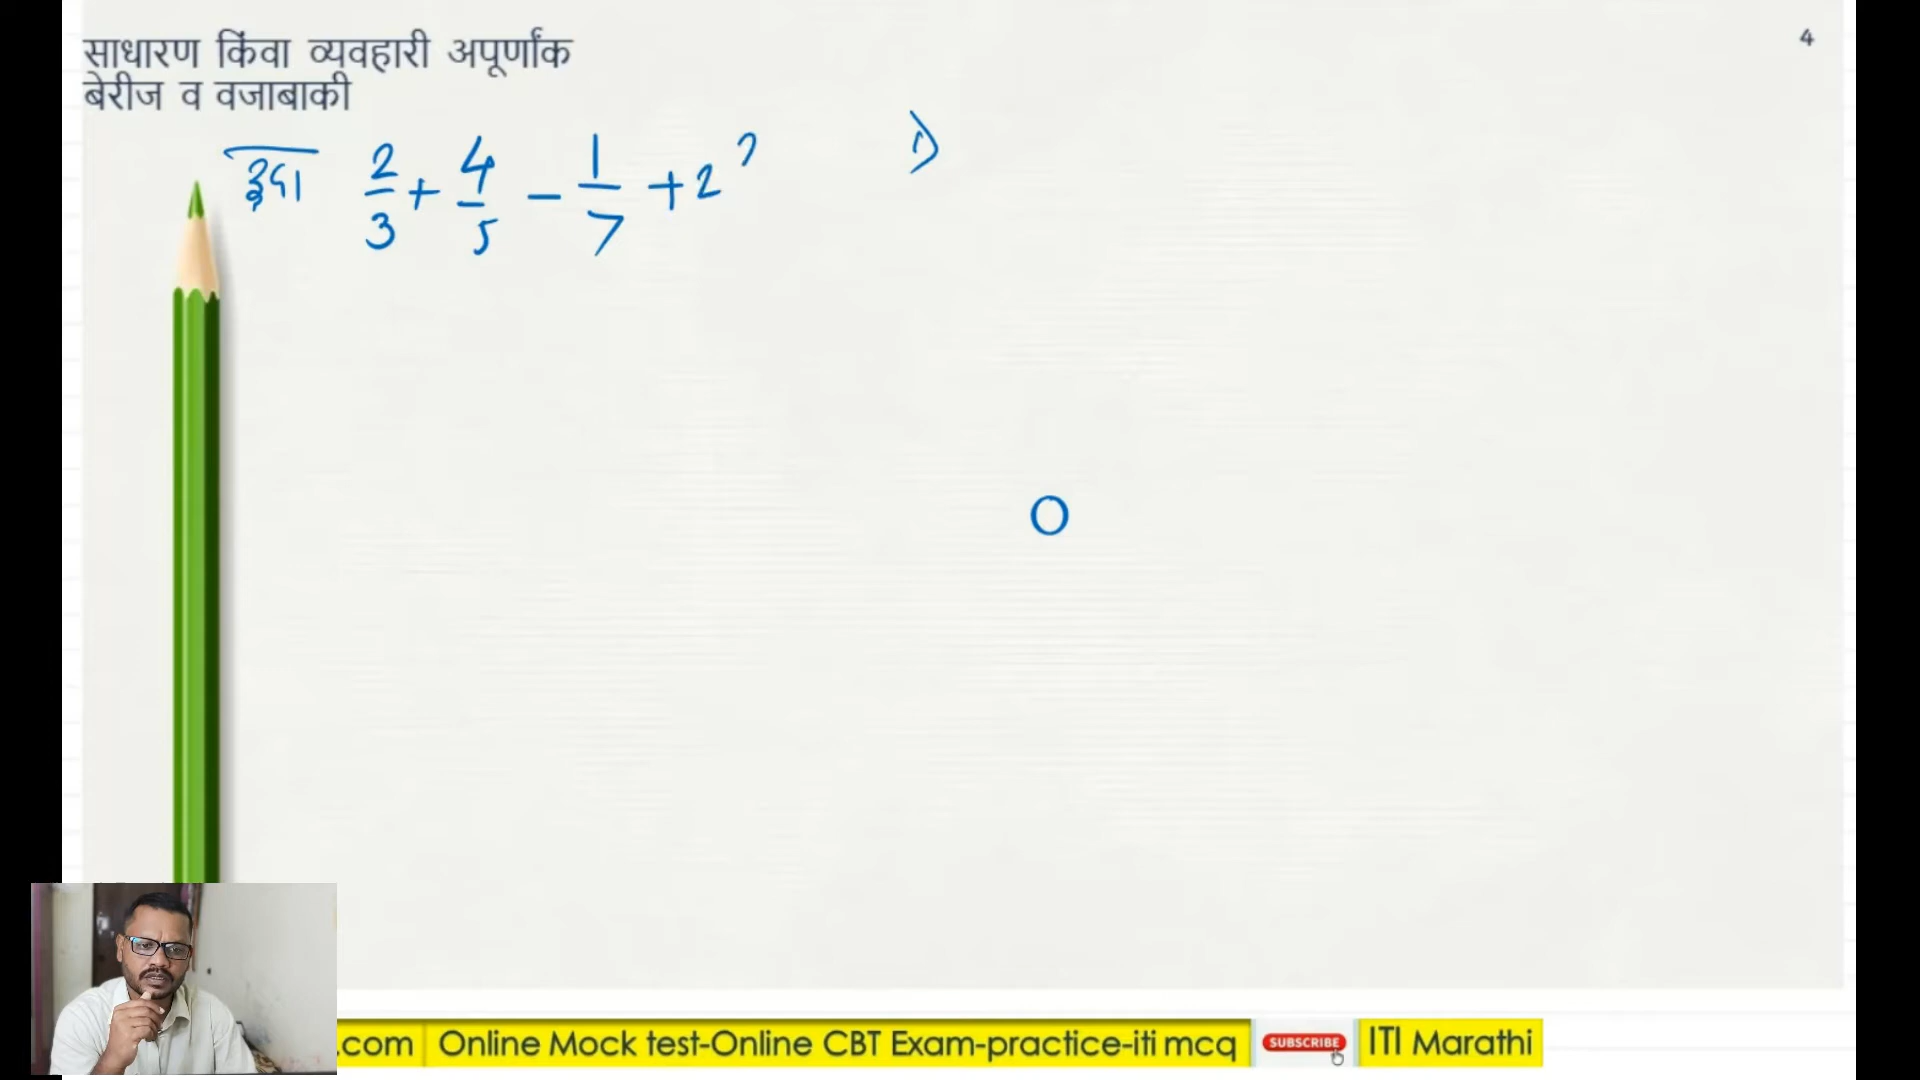 साधारण किंवा व्यवहारी अपूर्णांक
बेरीज व वजाबाकी
4
2/3 + 4/5 - 1/7 + 2 ?
1)
O
.com Online Mock test-Online CBT Exam-practice-iti mcq SUBSCRIBE ITI Marathi